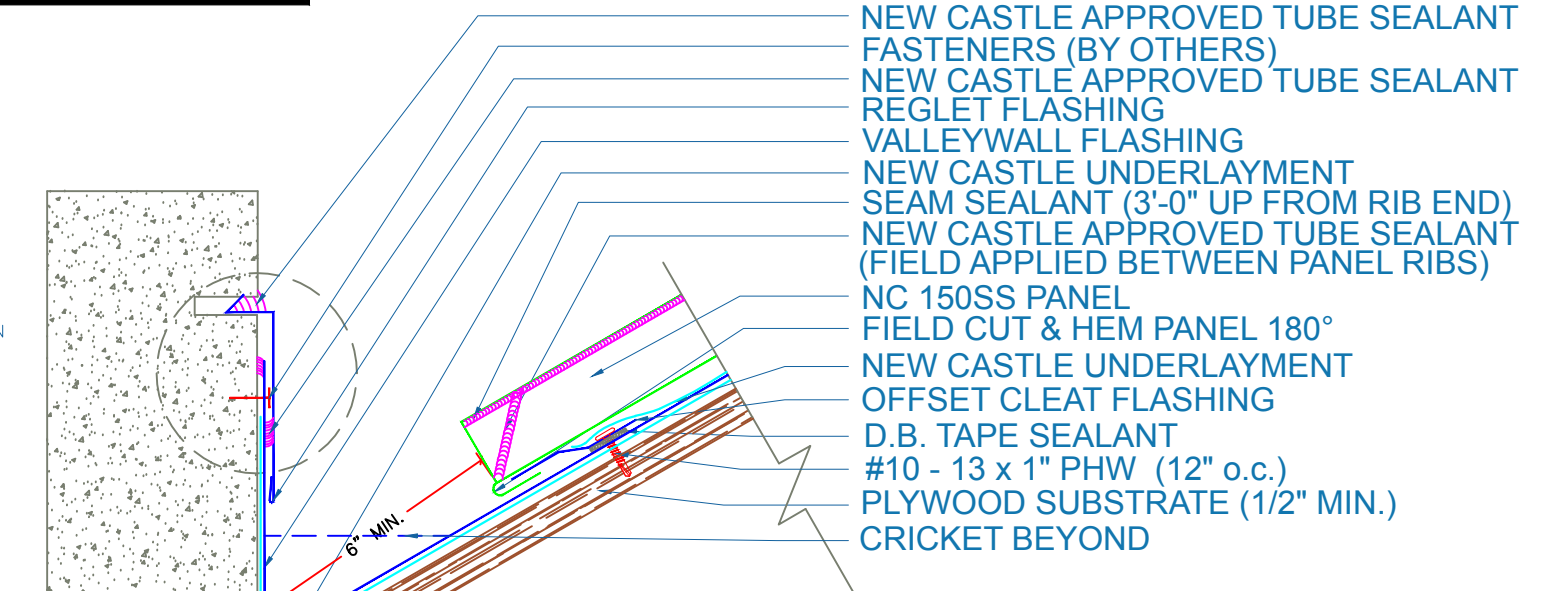 NEW CASTLE APPROVED TUBE SEALANT
FASTENERS (BY OTHERS)
NEW CASTLE APPROVED TUBE SEALANT
REGLET FLASHING
VALLEYWALL FLASHING
NEW CASTLE UNDERLAYMENT
SEAM SEALANT (3'-0" UP FROM RIB END)
NEW CASTLE APPROVED TUBE SEALANT
(FIELD APPLIED BETWEEN PANEL RIBS)
NC 150SS PANEL
FIELD CUT & HEM PANEL 180°
NEW CASTLE UNDERLAYMENT
OFFSET CLEAT FLASHING
D.B. TAPE SEALANT
#10 - 13 x 1" PHW (12" o.c.)
PLYWOOD SUBSTRATE (1/2" MIN.)
CRICKET BEYOND
6" MIN.